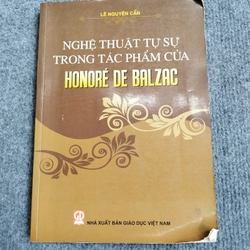 LÊ NGUYÊN CẨN
NGHỆ THUẬT TỰ SỰ
TRONG TÁC PHẨM CỦA
HONORÉ DE BALZAC
NHÀ XUẤT BẢN GIÁO DỤC VIỆT NAM